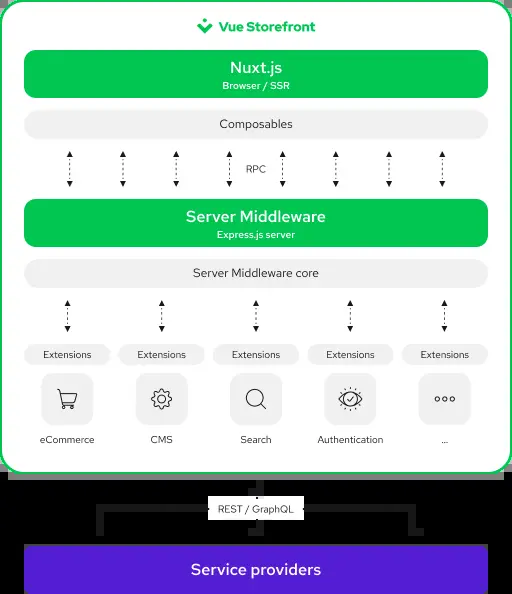 Vue Storefront
Nuxt.js
Browser / SSR
Composables
RPC
Server Middleware
Express.js server
Server Middleware core
Extensions Extensions Extensions Extensions Extensions
eCommerce CMS Search Authentication ...
REST / GraphQL
Service providers